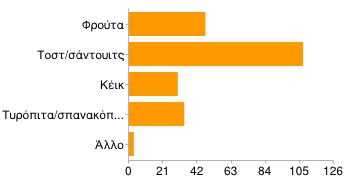 Φρούτα
Τοστ/σάντουιτς
Κέικ
Τυρόπιτα/σπανακόπ...
Άλλο
0 21 42 63 84 105 126